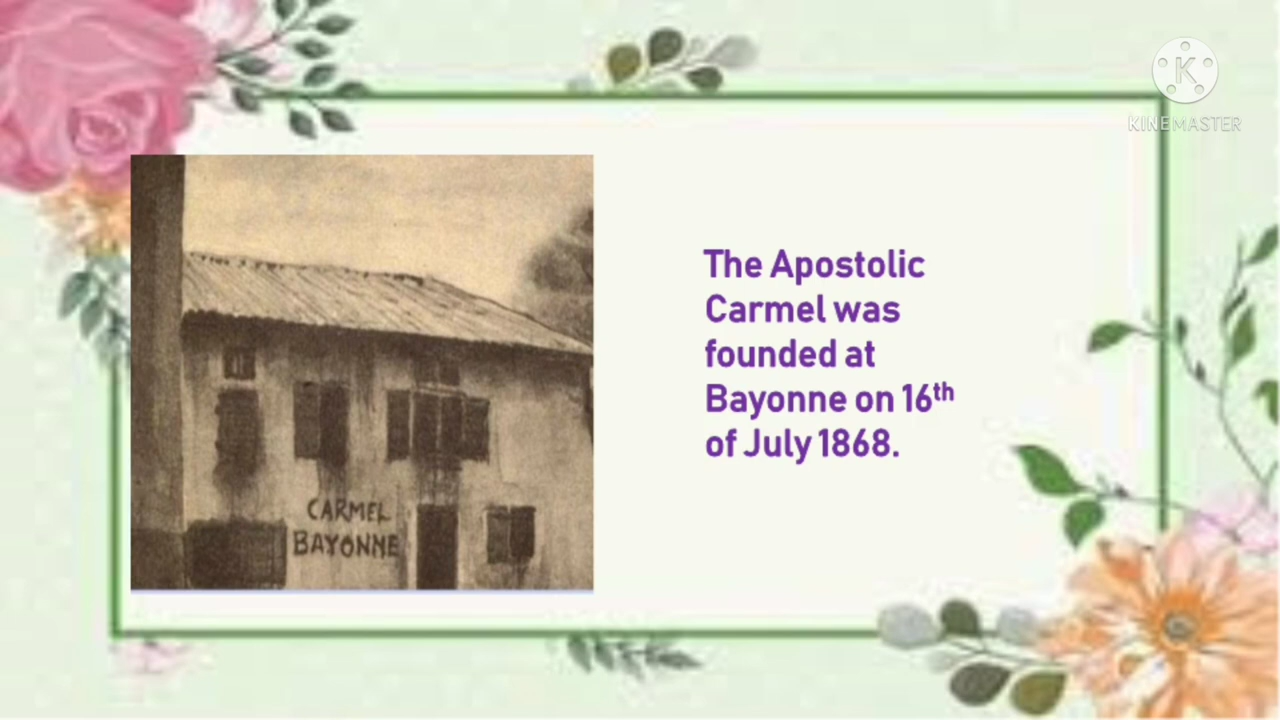 KINEMASTER
The Apostolic
Carmel was
founded at
Bayonne on 16th
of July 1868.
CARMEL
BAYONNE